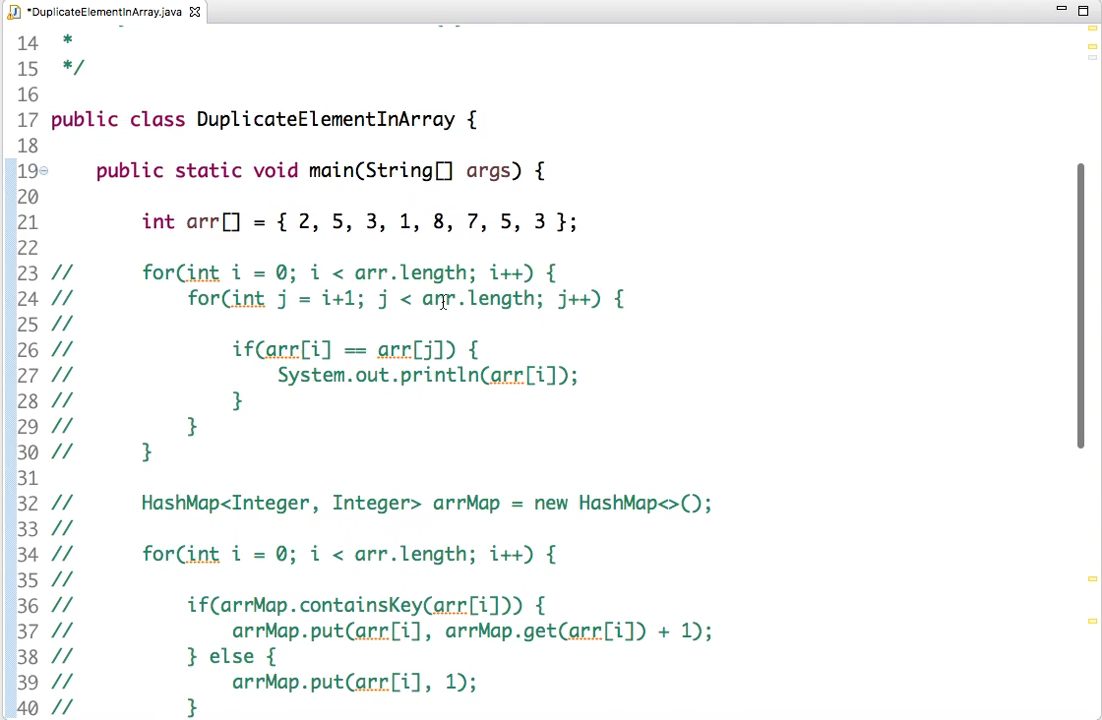 *DuplicateElementInArray.java
14 *
15 */
16
17 public class DuplicateElementInArray {
18
19 public static void main(String[] args) {
20
21 int arr[] = { 2, 5, 3, 1, 8, 7, 5, 3 };
22
23 // for(int i = 0; i < arr.length; i++) {
24 // for(int j = i+1; j < arr.length; j++) {
25 //
26 // if(arr[i] == arr[j]) {
27 // System.out.println(arr[i]);
28 // }
29 // }
30 // }
31
32 // HashMap<Integer, Integer> arrMap = new HashMap<>();
33 //
34 // for(int i = 0; i < arr.length; i++) {
35 //
36 // if(arrMap.containsKey(arr[i])) {
37 // arrMap.put(arr[i], arrMap.get(arr[i]) + 1);
38 // } else {
39 // arrMap.put(arr[i], 1);
40 // }